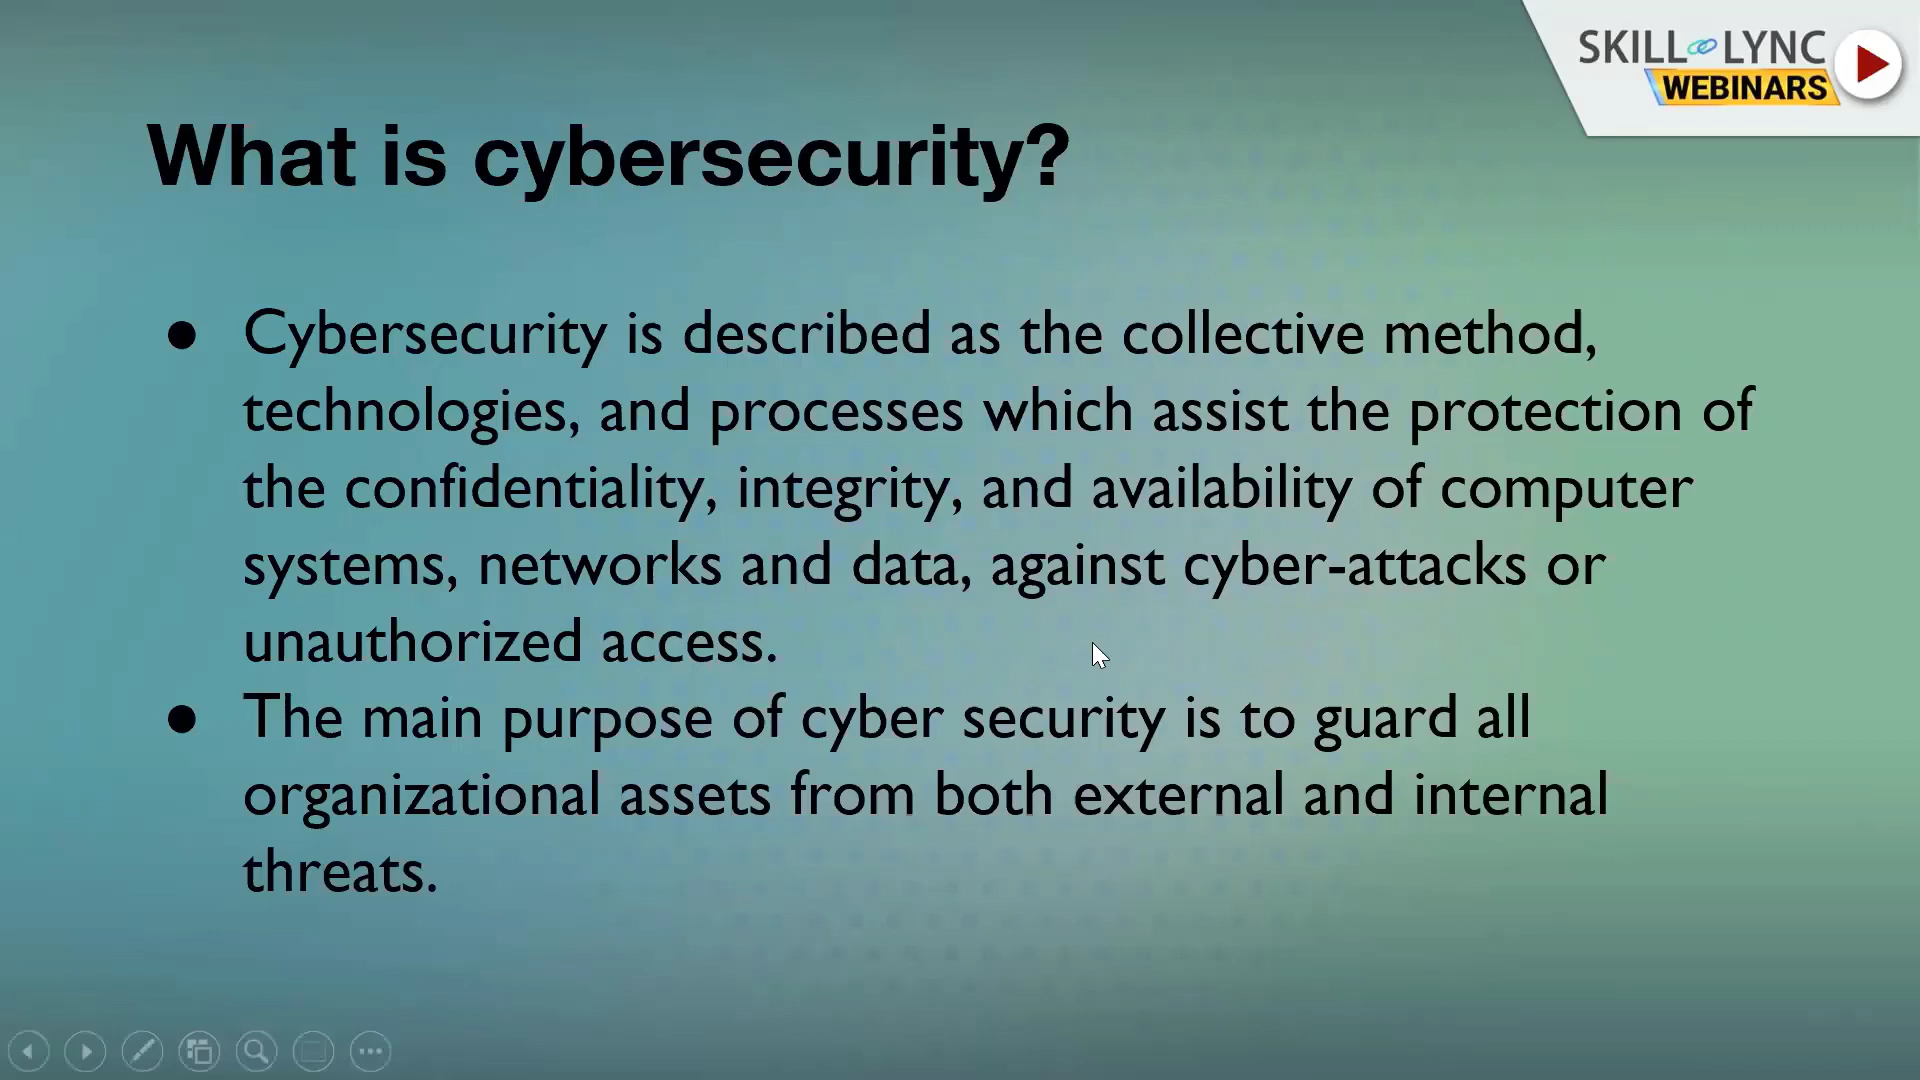 SKILL LYNC
WEBINARS
What is cybersecurity?
● Cybersecurity is described as the collective method,
technologies, and processes which assist the protection of
the confidentiality, integrity, and availability of computer
systems, networks and data, against cyber-attacks or
unauthorized access.
● The main purpose of cyber security is to guard all
organizational assets from both external and internal
threats.